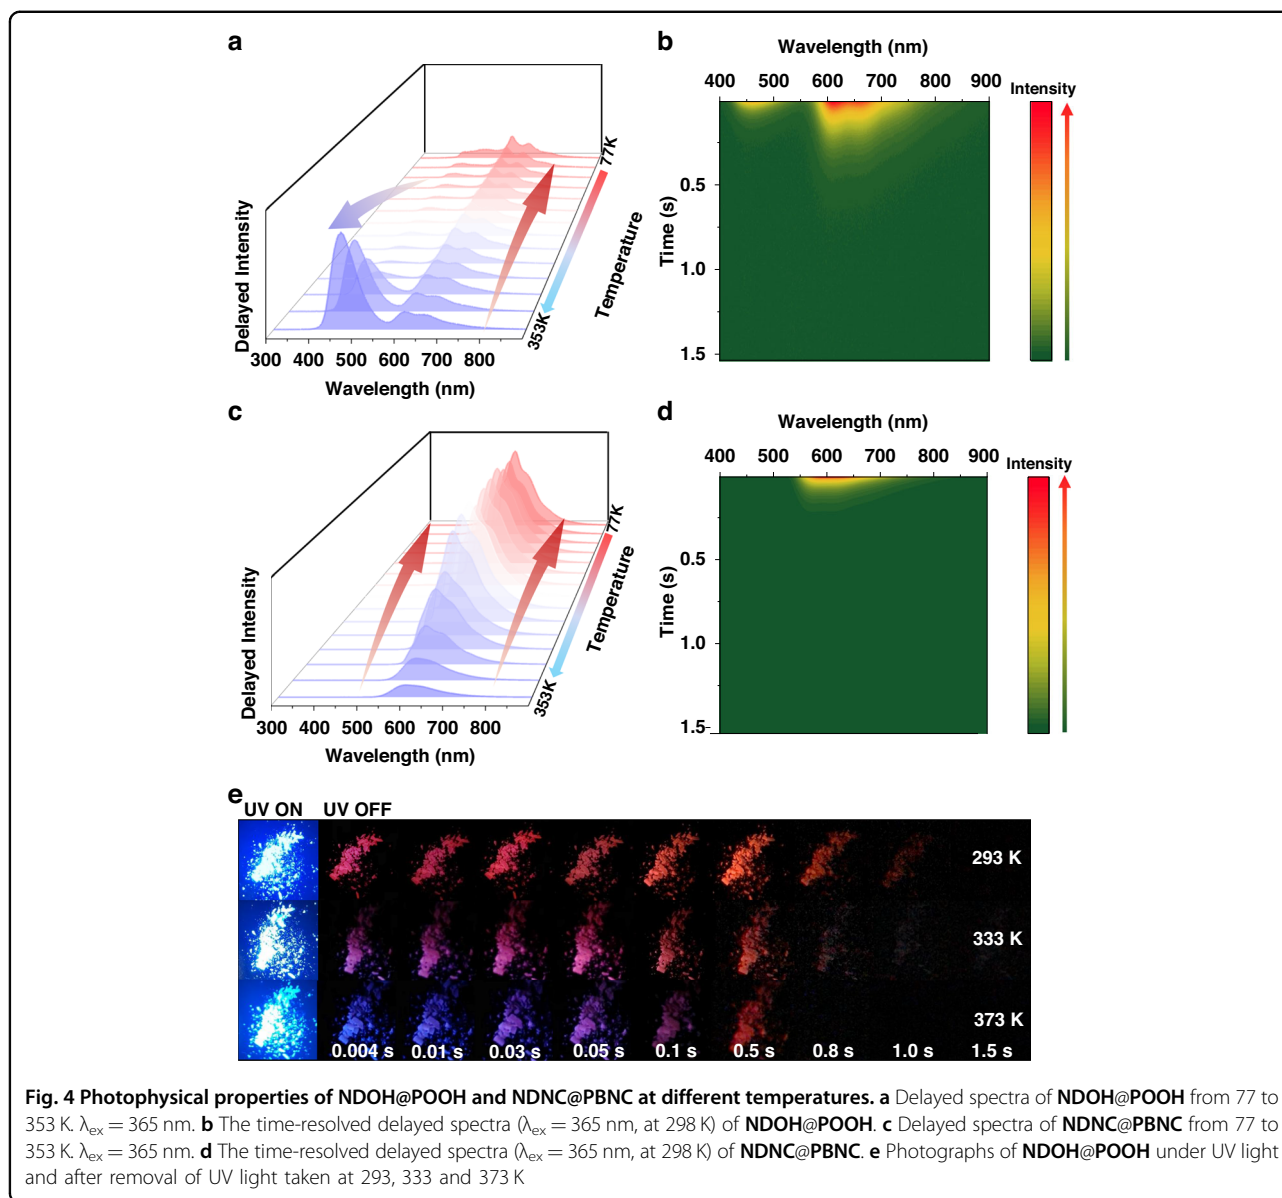 a
Delayed Intensity
300 400 500 600 700 800
Wavelength (nm)
77K
Temperature
353K
b
Wavelength (nm)
400 500 600 700 800 900
Intensity
Time (s)
0.5
1.0
1.5
c
Delayed Intensity
300 400 500 600 700 800
Wavelength (nm)
77K
Temperature
353K
d
Wavelength (nm)
400 500 600 700 800 900
Intensity
Time (s)
0.5
1.0
1.5
e
UV ON UV OFF
293 K
333 K
373 K
0.004 s 0.01 s 0.03 s 0.05 s 0.1 s 0.5 s 0.8 s 1.0 s 1.5 s
Fig. 4 Photophysical properties of NDOH@POOH and NDNC@PBNC at different temperatures. a Delayed spectra of NDOH@POOH from 77 to
353 K. λex = 365 nm. b The time-resolved delayed spectra (λex = 365 nm, at 298 K) of NDOH@POOH. c Delayed spectra of NDNC@PBNC from 77 to
353 K. λex = 365 nm. d The time-resolved delayed spectra (λex = 365 nm, at 298 K) of NDNC@PBNC. e Photographs of NDOH@POOH under UV light
and after removal of UV light taken at 293, 333 and 373 K